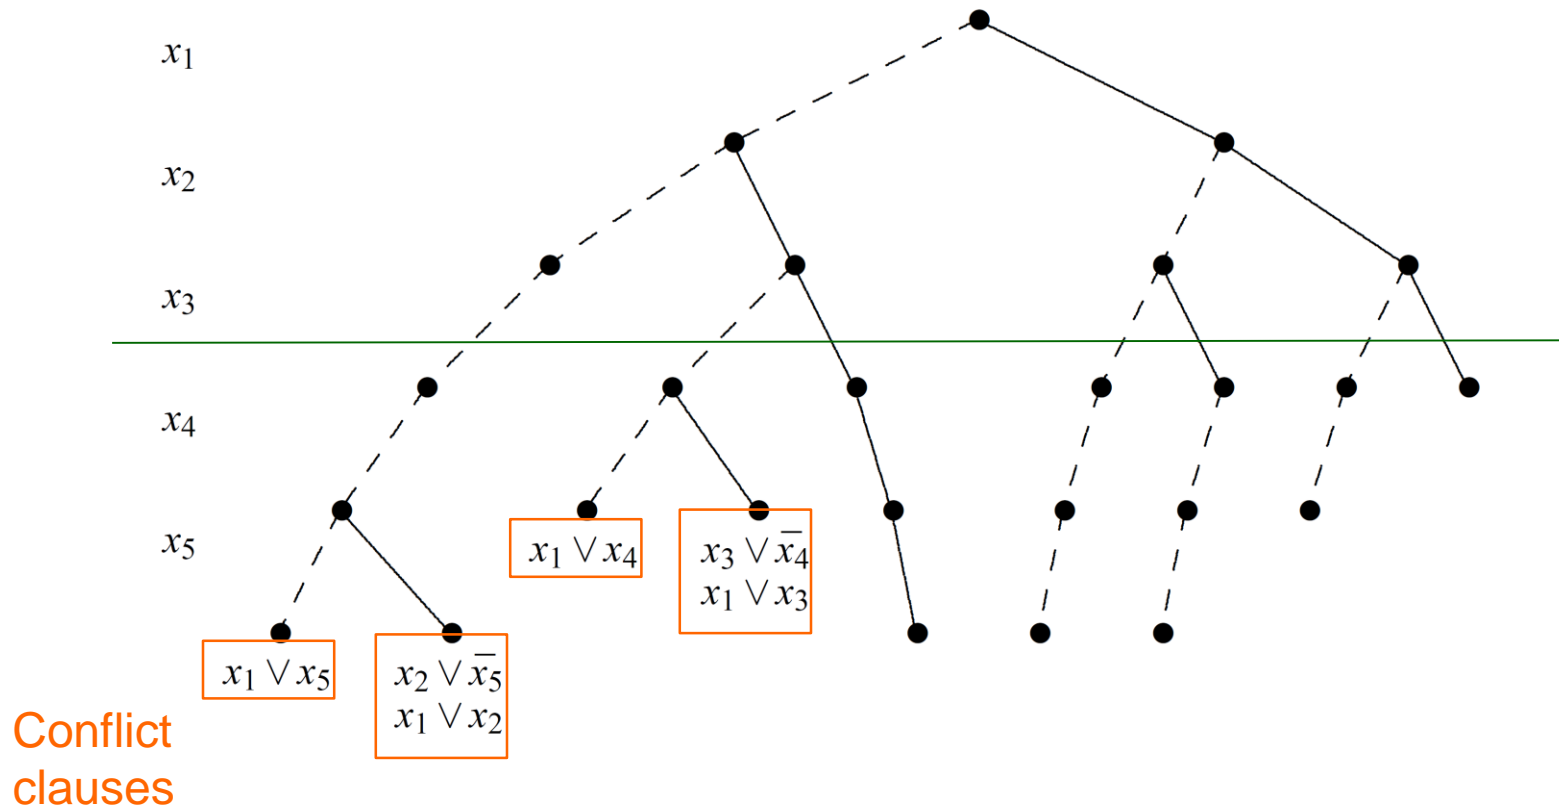 x₁
x₂
x₃
x₄
x₅
x₁ ∨ x₄
x₃ ∨ x̄₄
x₁ ∨ x₃
x₁ ∨ x₅
x₂ ∨ x̄₅
x₁ ∨ x₂
Conflict
clauses